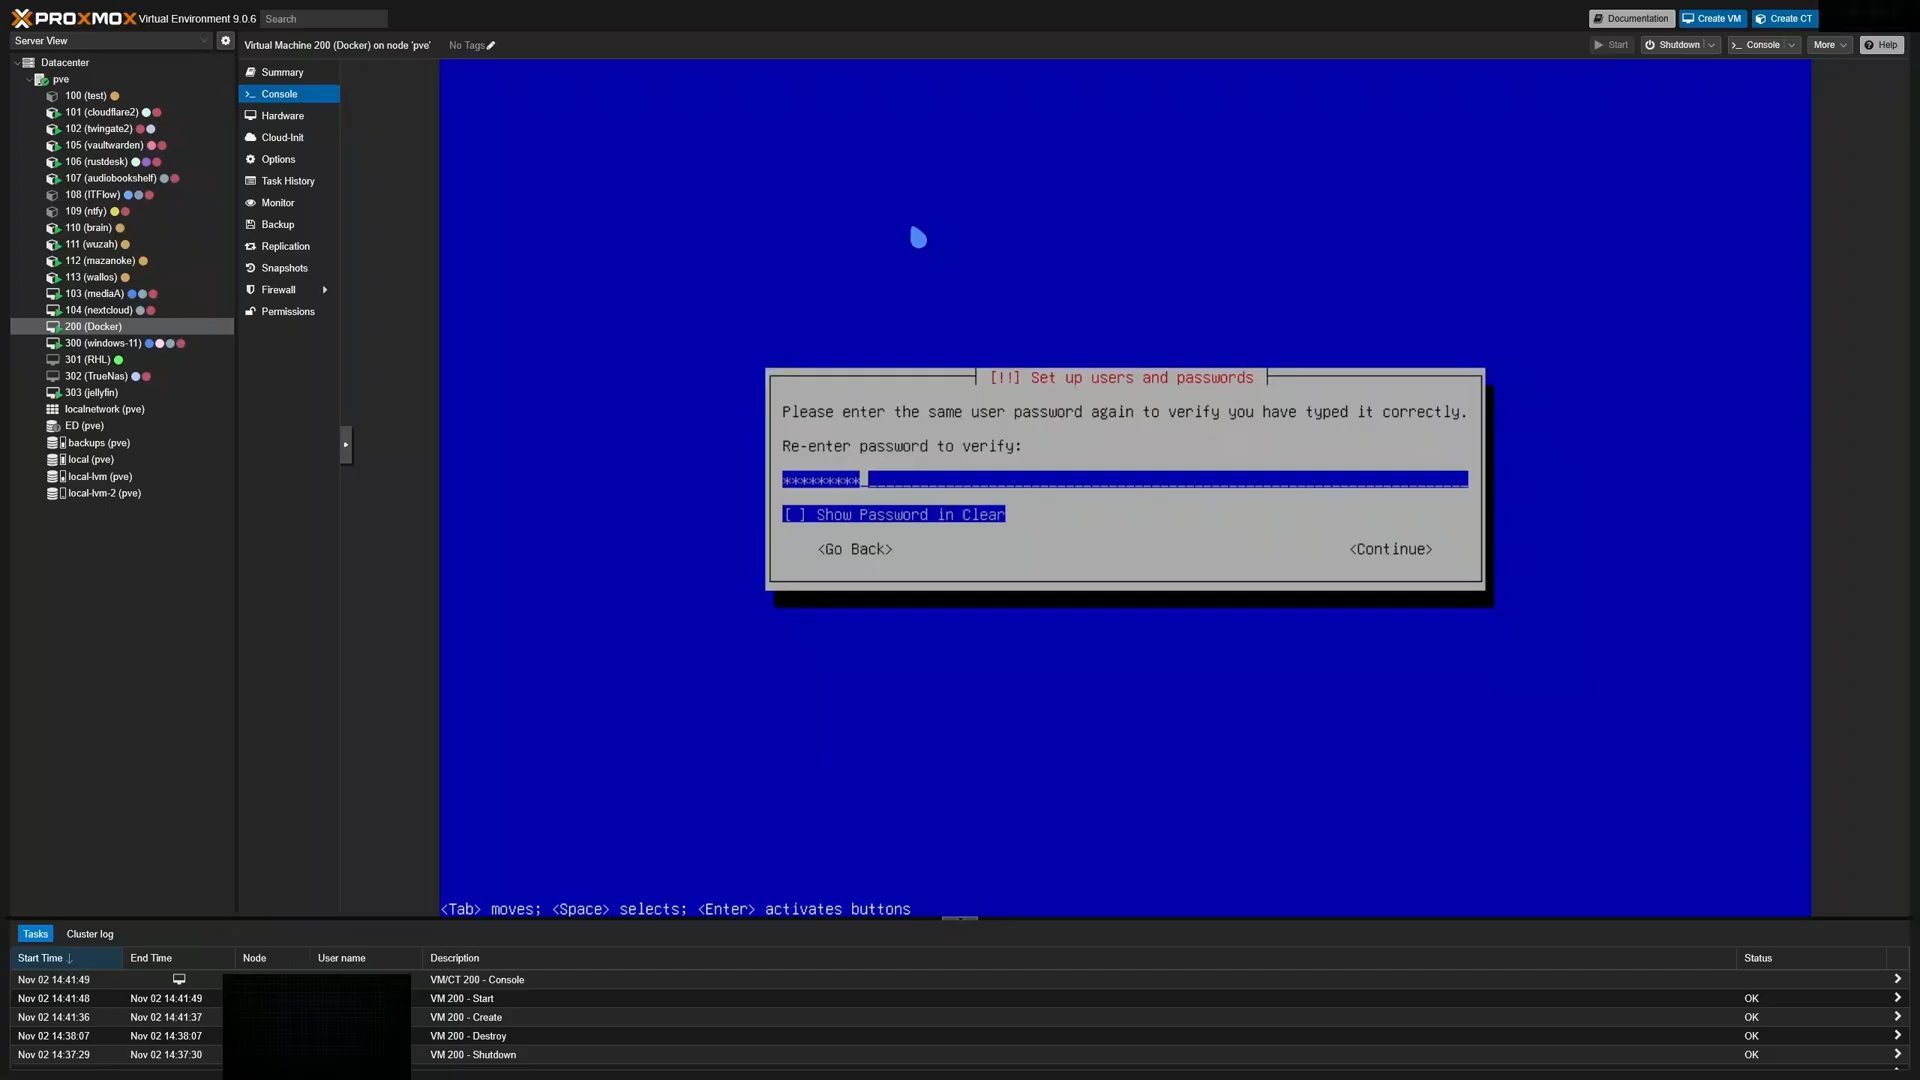 PROXMOX Virtual Environment 9.0.6 Search
Documentation Create VM Create CT
Server View
Virtual Machine 200 (Docker) on node 'pve' No Tags
Start Shutdown Console More Help
Datacenter
pve
100 (test)
101 (cloudflare2)
102 (twingate2)
105 (vaultwarden)
106 (rustdesk)
107 (audiobookshelf)
108 (ITFlow)
109 (ntfy)
110 (brain)
111 (wuzah)
112 (mazanoke)
113 (wallos)
103 (mediaA)
104 (nextcloud)
200 (Docker)
300 (windows-11)
301 (RHL)
302 (TrueNas)
303 (jellyfin)
localnetwork (pve)
ED (pve)
backups (pve)
local (pve)
local-lvm (pve)
local-lvm-2 (pve)
Summary
Console
Hardware
Cloud-Init
Options
Task History
Monitor
Backup
Replication
Snapshots
Firewall
Permissions
[!!] Set up users and passwords
Please enter the same user password again to verify you have typed it correctly.
Re-enter password to verify:
*********
[ ] Show Password in Clear
<Go Back> <Continue>
<Tab> moves; <Space> selects; <Enter> activates buttons
Tasks Cluster log
Start Time End Time Node User name Description Status
Nov 02 14:41:49 VM/CT 200 - Console
Nov 02 14:41:48 Nov 02 14:41:49 VM 200 - Start OK
Nov 02 14:41:36 Nov 02 14:41:37 VM 200 - Create OK
Nov 02 14:38:07 Nov 02 14:38:07 VM 200 - Destroy OK
Nov 02 14:37:29 Nov 02 14:37:30 VM 200 - Shutdown OK